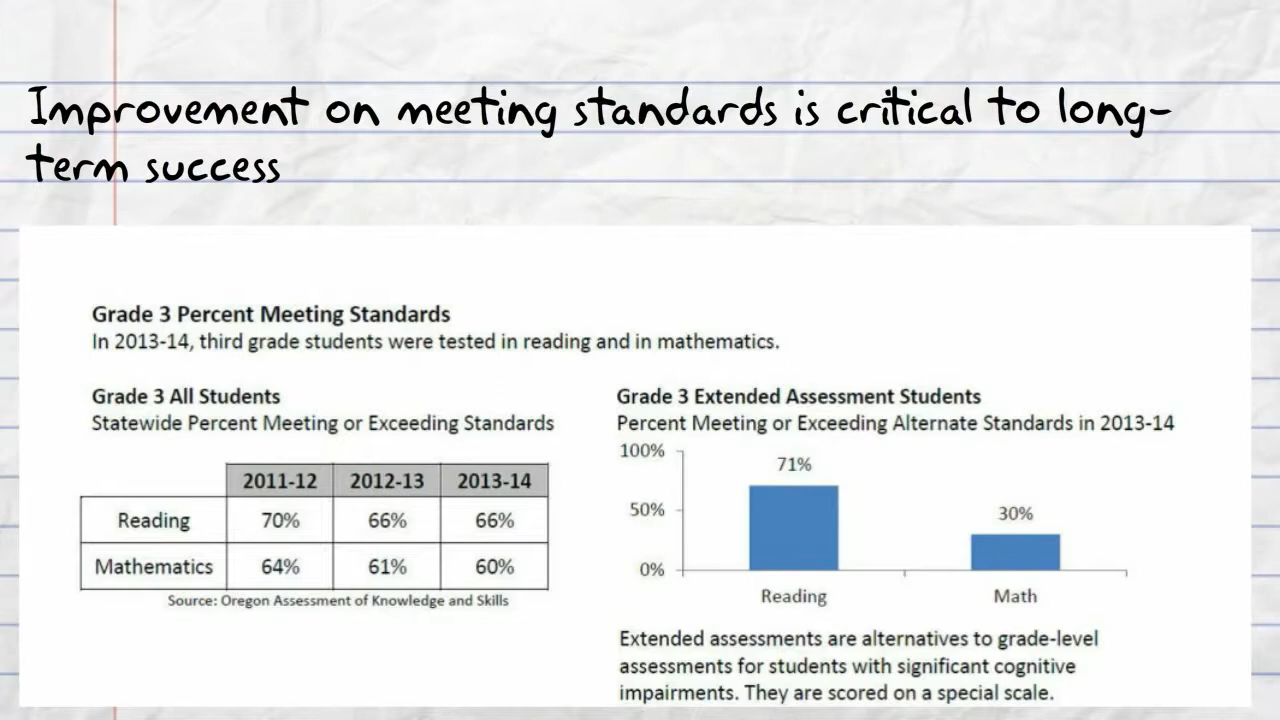 Improvement on meeting standards is critical to long-
term success
Grade 3 Percent Meeting Standards
In 2013-14, third grade students were tested in reading and in mathematics.
Grade 3 All Students
Statewide Percent Meeting or Exceeding Standards
2011-12 2012-13 2013-14
Reading 70% 66% 66%
Mathematics 64% 61% 60%
Source: Oregon Assessment of Knowledge and Skills
Grade 3 Extended Assessment Students
Percent Meeting or Exceeding Alternate Standards in 2013-14
100%
71%
50%
30%
0%
Reading Math
Extended assessments are alternatives to grade-level
assessments for students with significant cognitive
impairments. They are scored on a special scale.